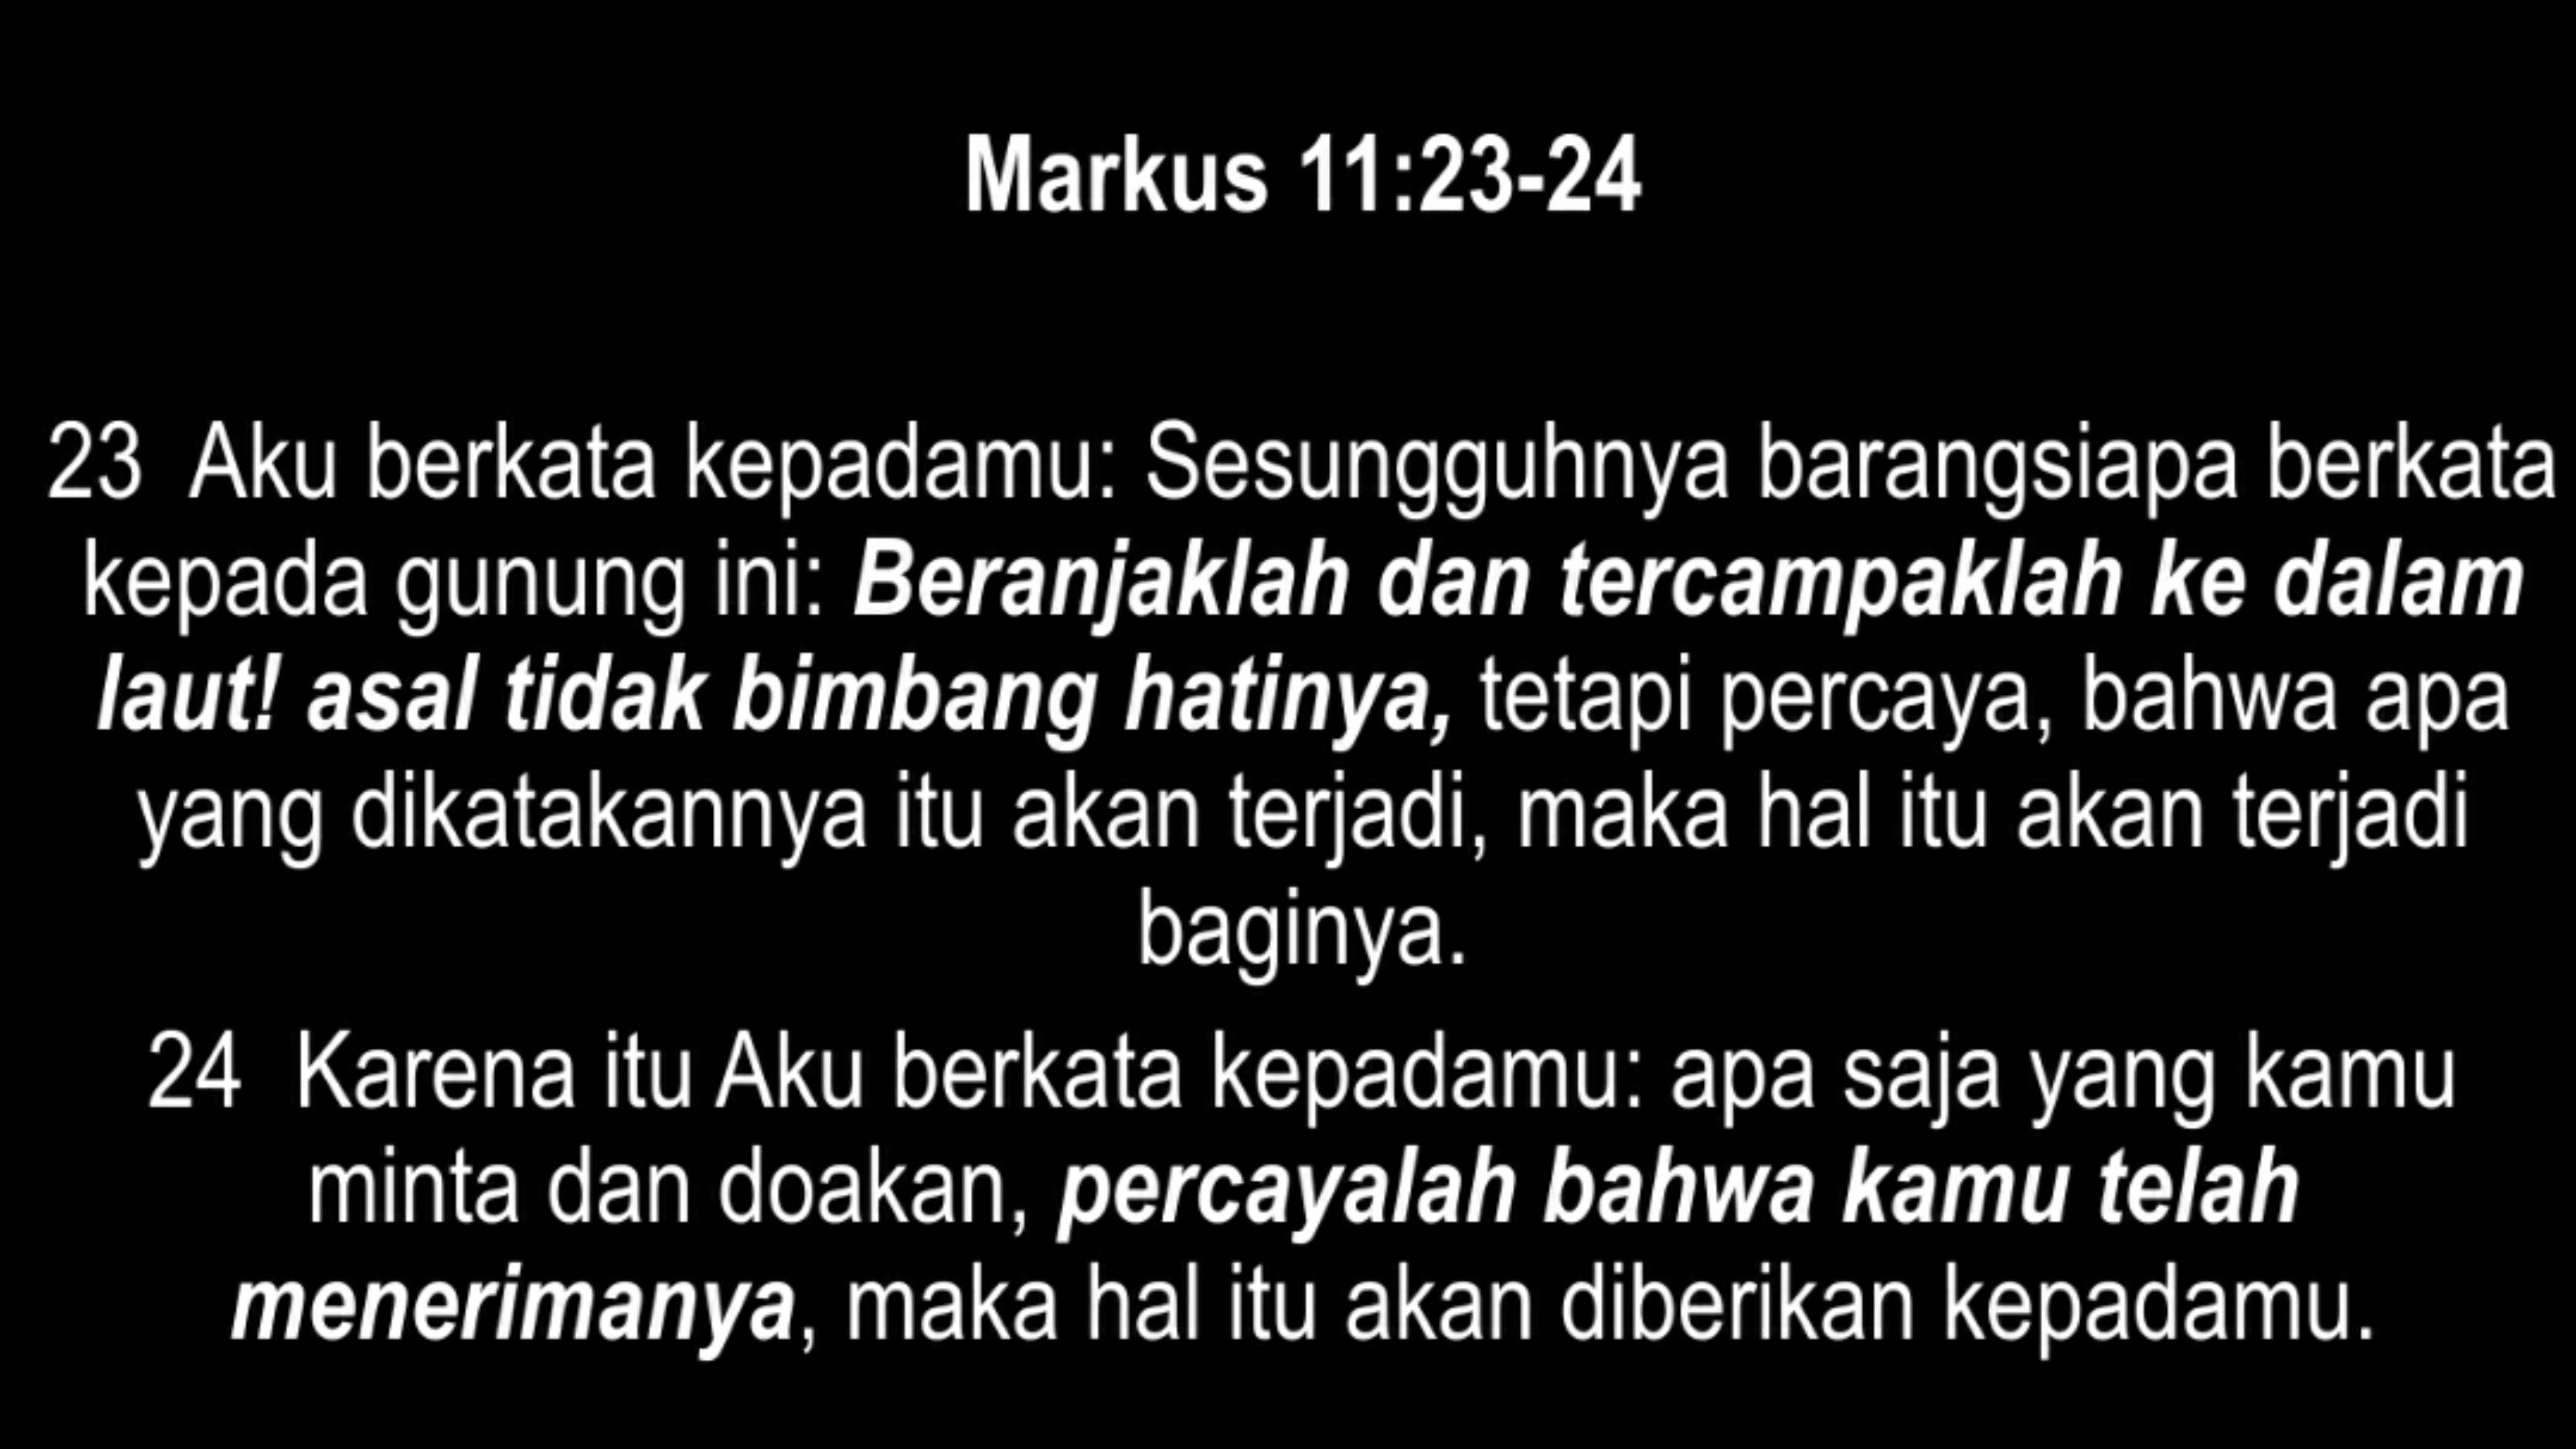 Markus 11:23-24
23 Aku berkata kepadamu: Sesungguhnya barangsiapa berkata
kepada gunung ini: Beranjaklah dan tercampaklah ke dalam
laut! asal tidak bimbang hatinya, tetapi percaya, bahwa apa
yang dikatakannya itu akan terjadi, maka hal itu akan terjadi
baginya.
24 Karena itu Aku berkata kepadamu: apa saja yang kamu
minta dan doakan, percayalah bahwa kamu telah
menerimanya, maka hal itu akan diberikan kepadamu.